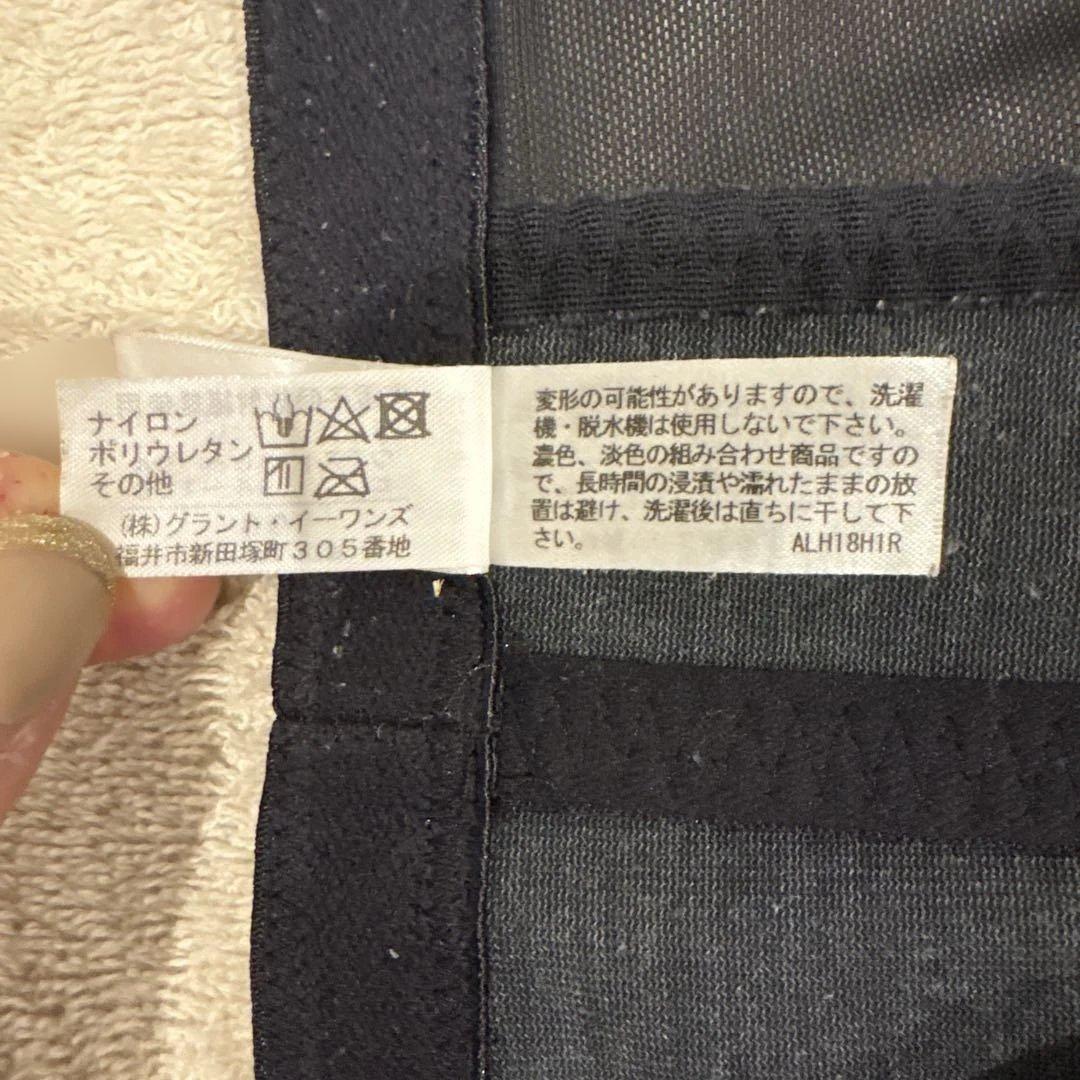 ナイロン
ポリウレタン
その他
(株)グラント・イーワンズ
福井市新田塚町305番地
変形の可能性がありますので、洗濯
機・脱水機は使用しないで下さい。
濃色、淡色の組み合わせ商品ですの
で、長時間の浸漬や濡れたままの放
置は避け、洗濯後は直ちに干して下
さい。
ALH18H1R